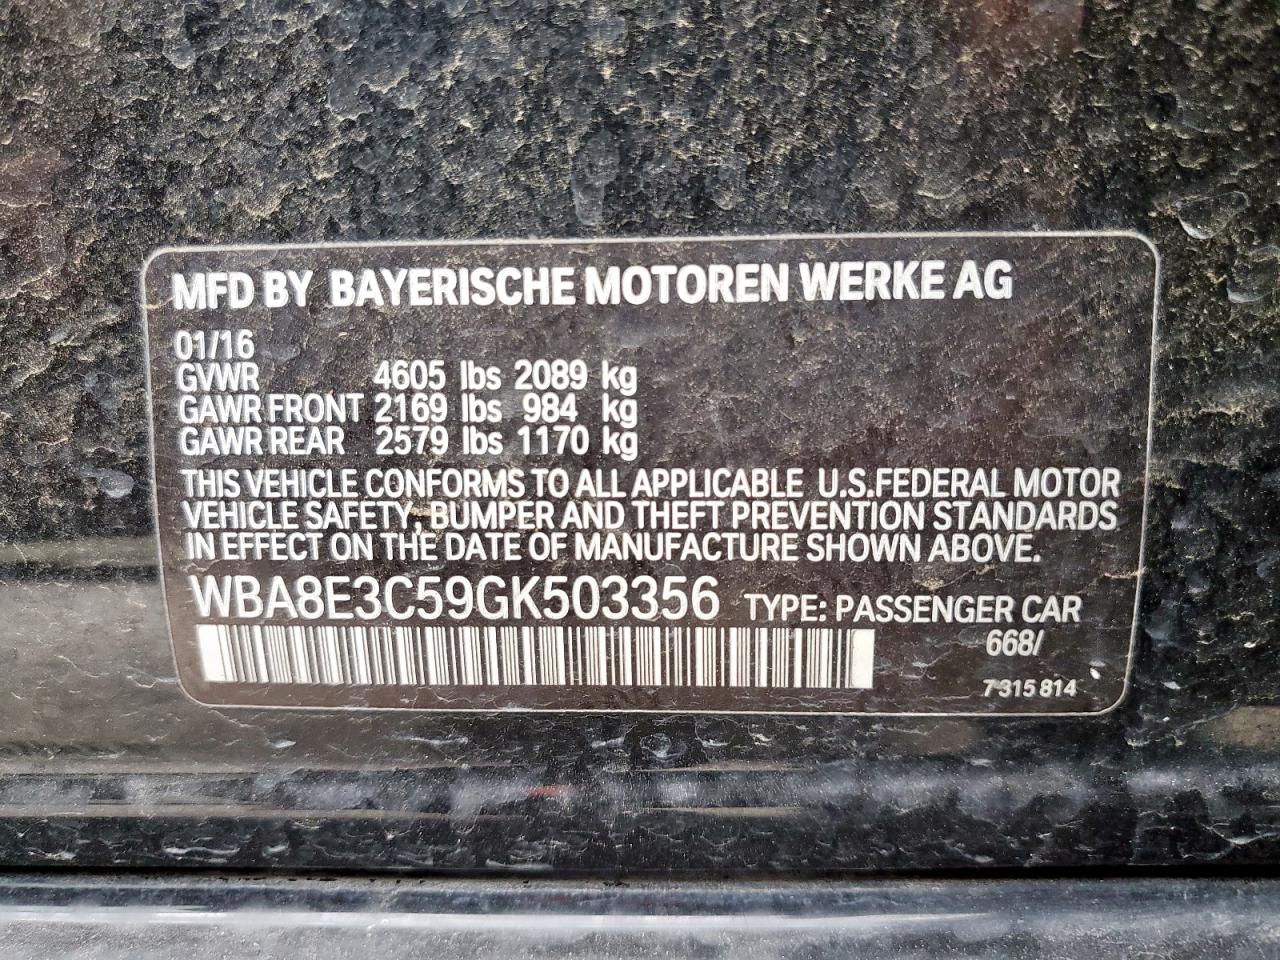 MFD BY BAYERISCHE MOTOREN WERKE AG
01/16
GVWR 4605 lbs 2089 kg
GAWR FRONT 2169 lbs 984 kg
GAWR REAR 2579 lbs 1170 kg
THIS VEHICLE CONFORMS TO ALL APPLICABLE U.S.FEDERAL MOTOR
VEHICLE SAFETY, BUMPER AND THEFT PREVENTION STANDARDS
IN EFFECT ON THE DATE OF MANUFACTURE SHOWN ABOVE.
WBA8E3C59GK503356 TYPE: PASSENGER CAR
668/
7 315 814